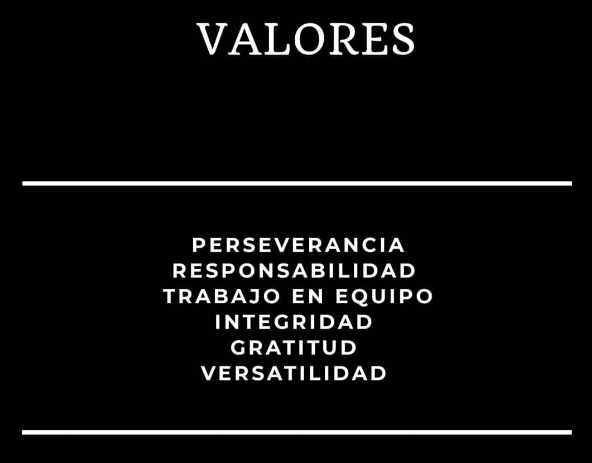 VALORES
PERSEVERANCIA
RESPONSABILIDAD
TRABAJO EN EQUIPO
INTEGRIDAD
GRATITUD
VERSATILIDAD